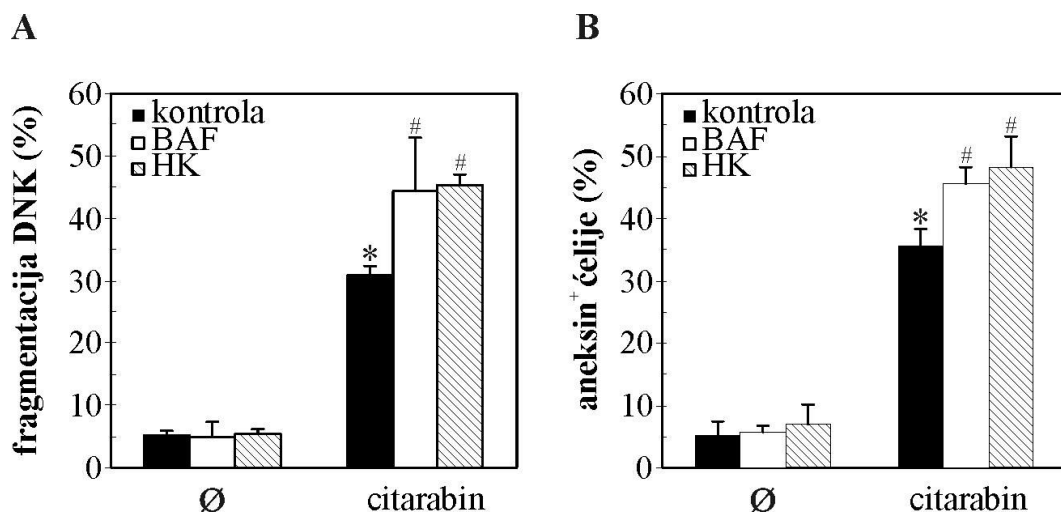 A
fragmentacija DNK (%)
60
50
40
30
20
10
0
kontrola
BAF
HK
*
#
#
Ø
citarabin
B
aneksin⁺ ćelije (%)
60
50
40
30
20
10
0
kontrola
BAF
HK
*
#
#
Ø
citarabin